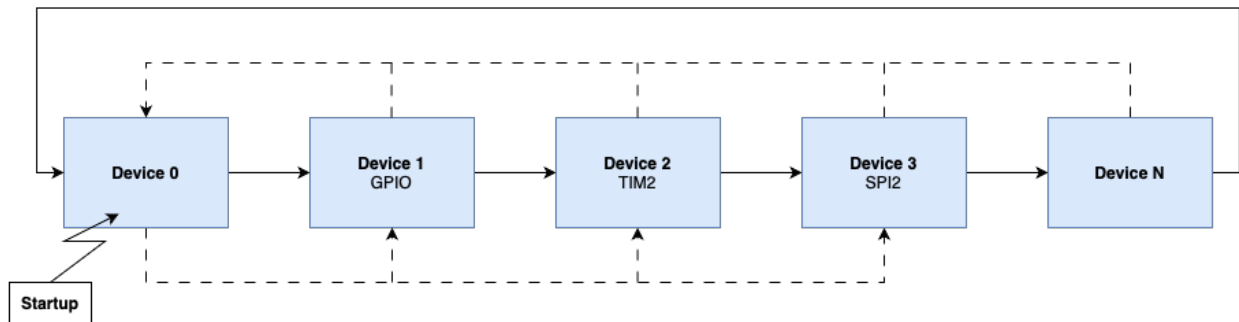 Device 0
Device 1
GPIO
Device 2
TIM2
Device 3
SPI2
Device N
Startup